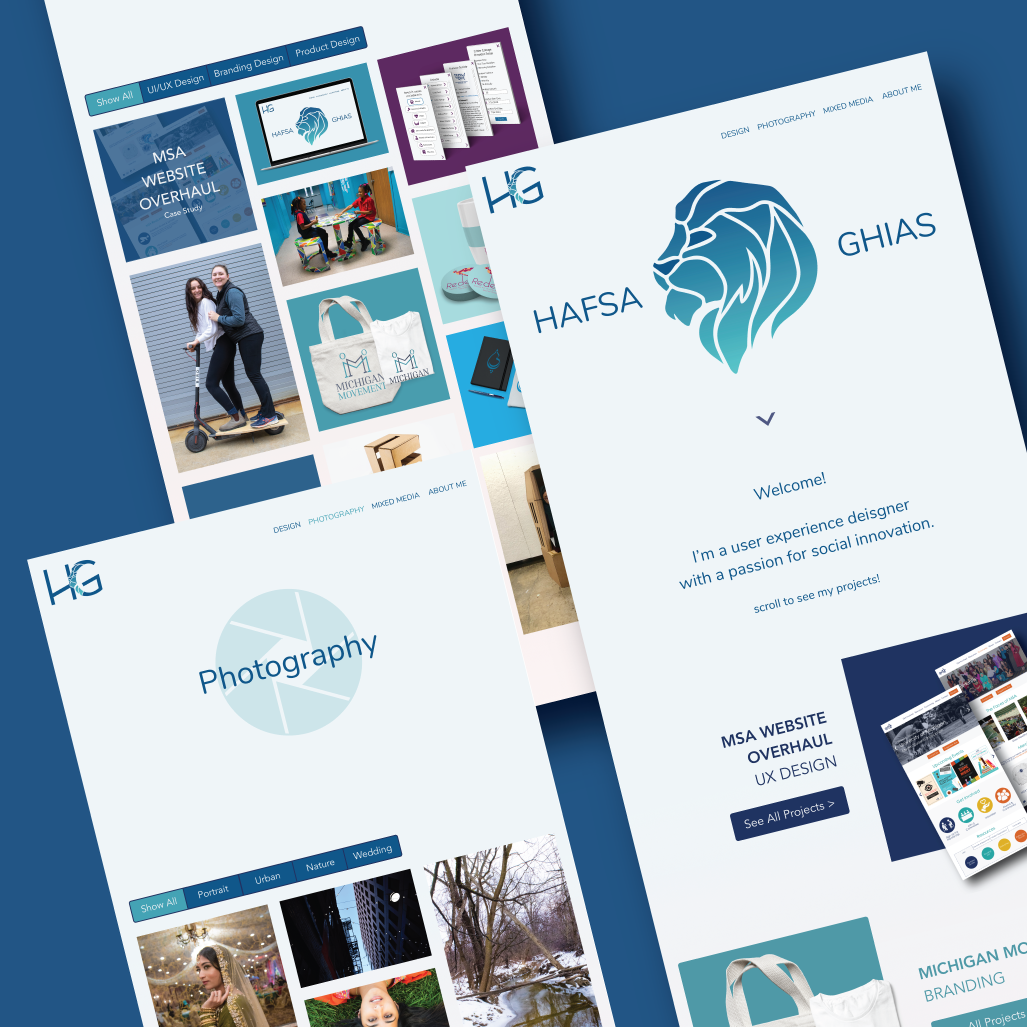 Show All
UI/UX Design
Branding Design
Product Design
MSA
WEBSITE
OVERHAUL
Case Study
HG
HAFSA
GHIAS
MICHIGAN
MOVEMENT
MICHIGAN
HG
DESIGN
PHOTOGRAPHY
MIXED MEDIA
ABOUT ME
HAFSA
GHIAS
Welcome!
I'm a user experience deisgner
with a passion for social innovation.
scroll to see my projects!
MSA WEBSITE
OVERHAUL
UX DESIGN
See All Projects >
MICHIGAN MO
BRANDING
All Projects
HG
DESIGN
PHOTOGRAPHY
MIXED MEDIA
ABOUT ME
Photography
Show All
Portrait
Urban
Nature
Wedding